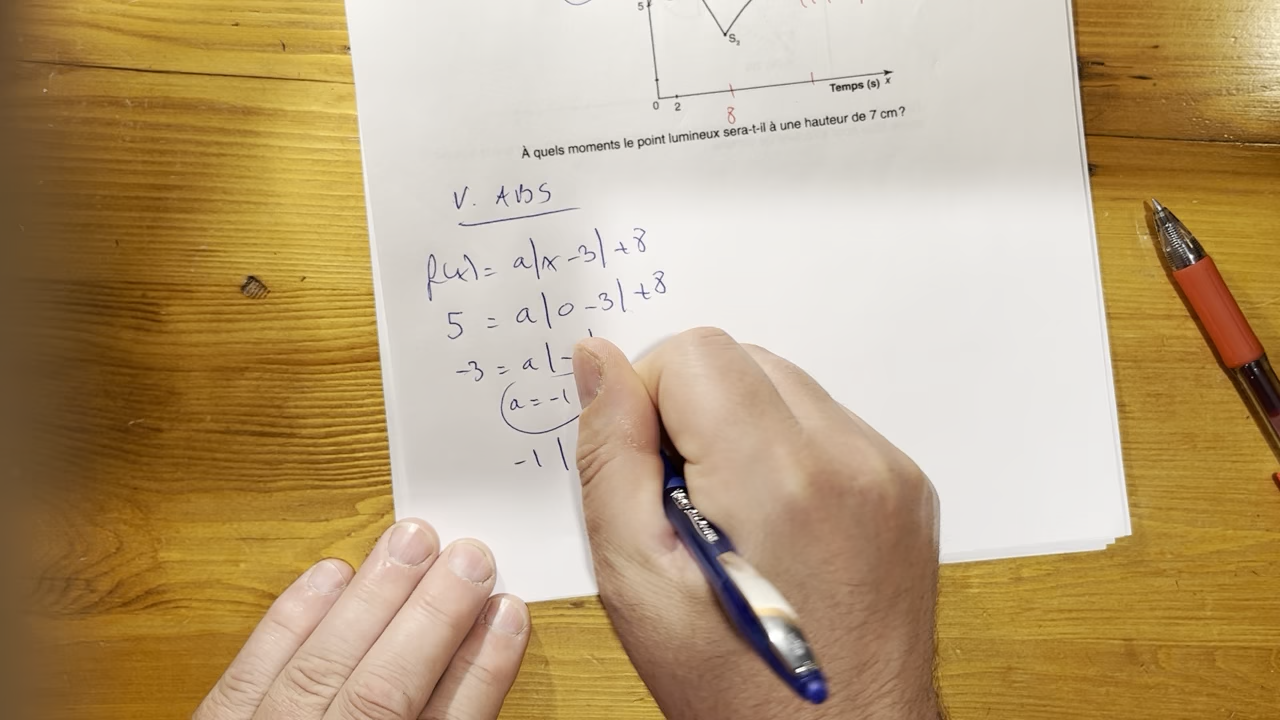 5
S₂
0 2
8
Temps (s) x
À quels moments le point lumineux sera-t-il à une hauteur de 7 cm?
V. ABS
f(x) = a|x -3| +8
5 = a|0 -3| +8
-3 = a|-
a = -1
-1 |